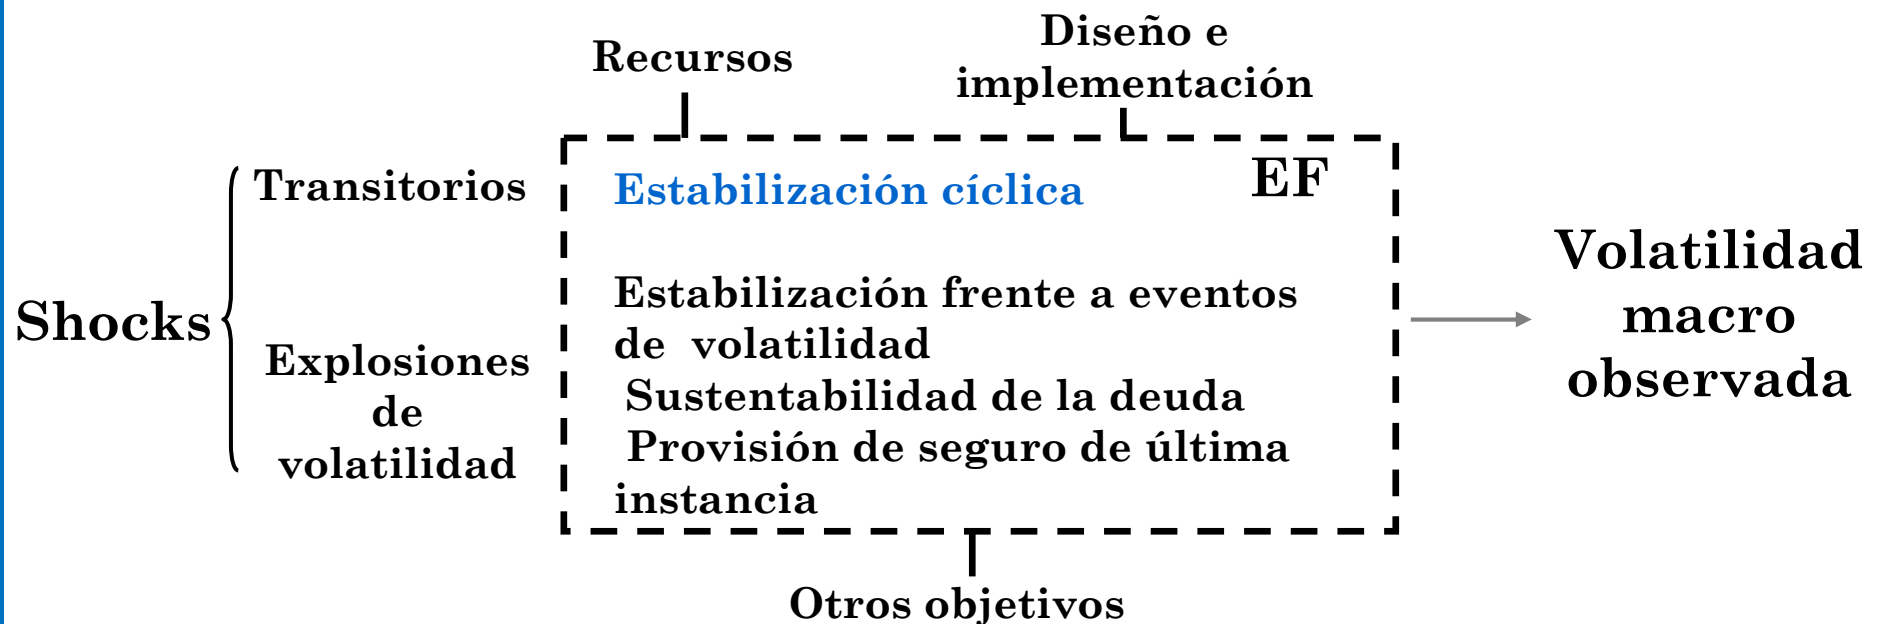 Recursos
Diseño e
implementación
Shocks
Transitorios
Explosiones
de
volatilidad
EF
Estabilización cíclica
Estabilización frente a eventos
de volatilidad
Sustentabilidad de la deuda
Provisión de seguro de última
instancia
Volatilidad
macro
observada
Otros objetivos